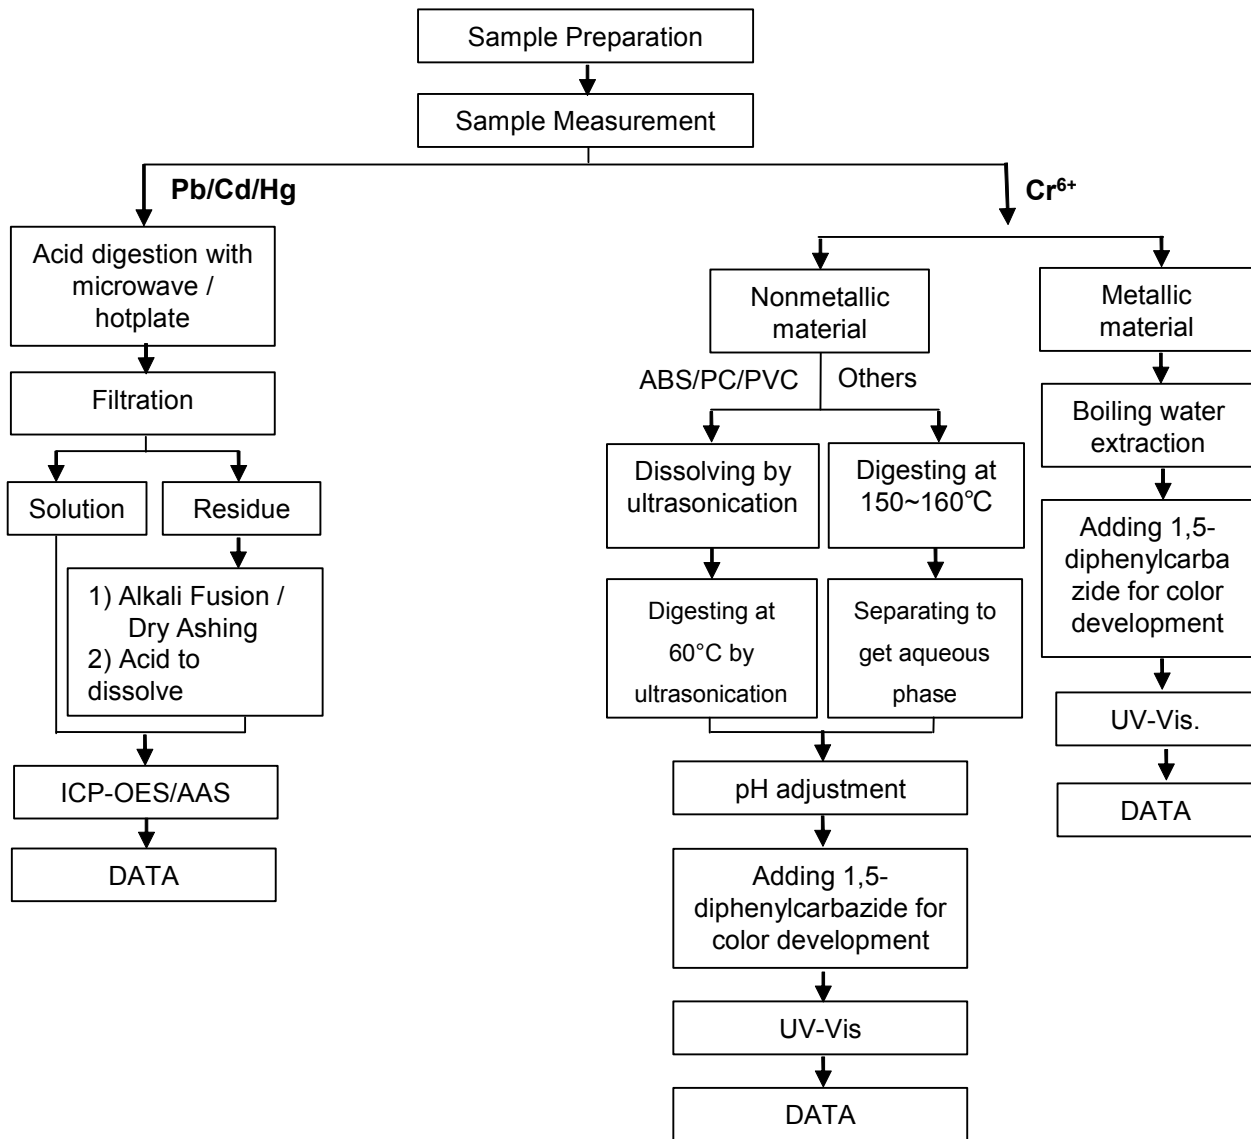 Sample Preparation
Sample Measurement
Pb/Cd/Hg
Cr⁶⁺
Acid digestion with
microwave /
hotplate
Filtration
Solution
Residue
1) Alkali Fusion /
Dry Ashing
2) Acid to
dissolve
ICP-OES/AAS
DATA
Nonmetallic
material
ABS/PC/PVC
Others
Dissolving by
ultrasonication
Digesting at
150~160℃
Digesting at
60°C by
ultrasonication
Separating to
get aqueous
phase
pH adjustment
Adding 1,5-
diphenylcarbazide for
color development
UV-Vis
DATA
Metallic
material
Boiling water
extraction
Adding 1,5-
diphenylcarba
zide for color
development
UV-Vis.
DATA